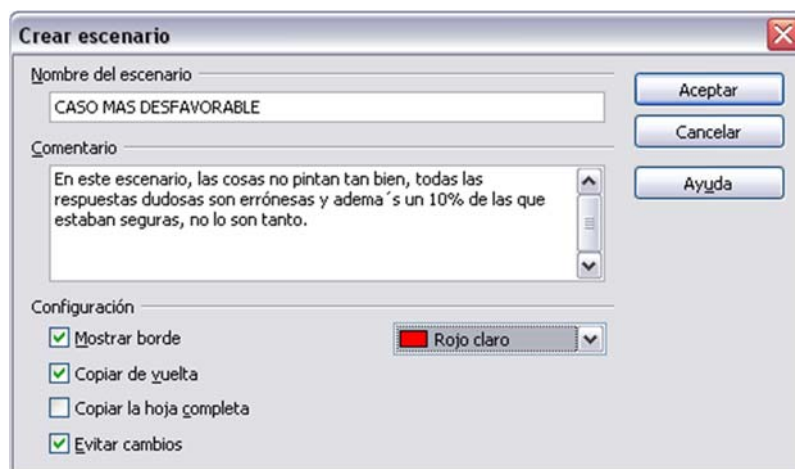 Crear escenario
Nombre del escenario
CASO MAS DESFAVORABLE
Comentario
En este escenario, las cosas no pintan tan bien, todas las
respuestas dudosas son errónesas y adema´s un 10% de las que
estaban seguras, no lo son tanto.
Configuración
Mostrar borde
Rojo claro
Copiar de vuelta
Copiar la hoja completa
Evitar cambios
Aceptar
Cancelar
Ayuda